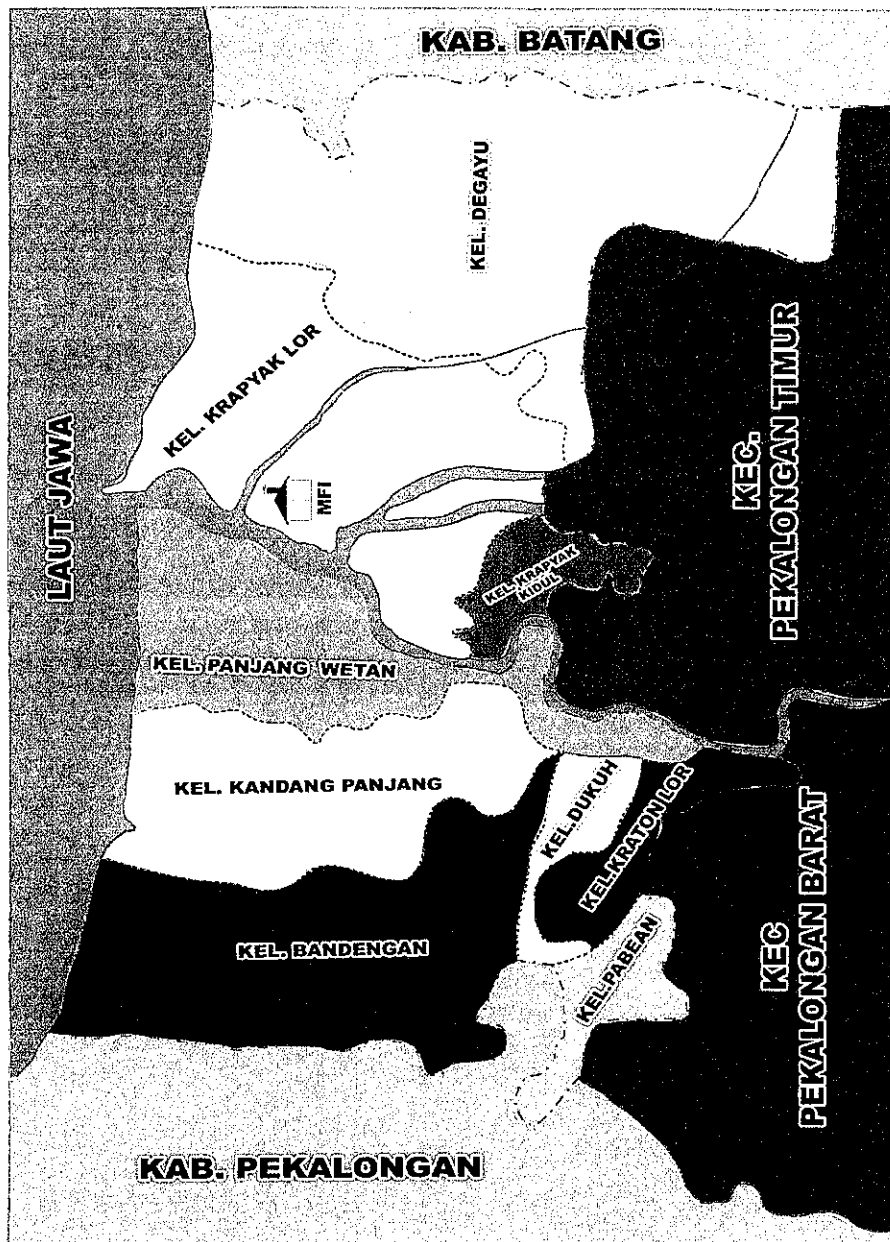 KAB. BATANG
KEL. DEGAYU
KEL. KRAPYAK LOR
LAUT JAWA
MFI
KEC.
PEKALONGAN TIMUR
KEL. KRAPYAK
KIDUL
KEL. PANJANG WETAN
KEL. KANDANG PANJANG
KEL.DUKUH
KEL.KRATON LOR
KEL. BANDENGAN
KEL.PABEAN
KEC
PEKALONGAN BARAT
KAB. PEKALONGAN